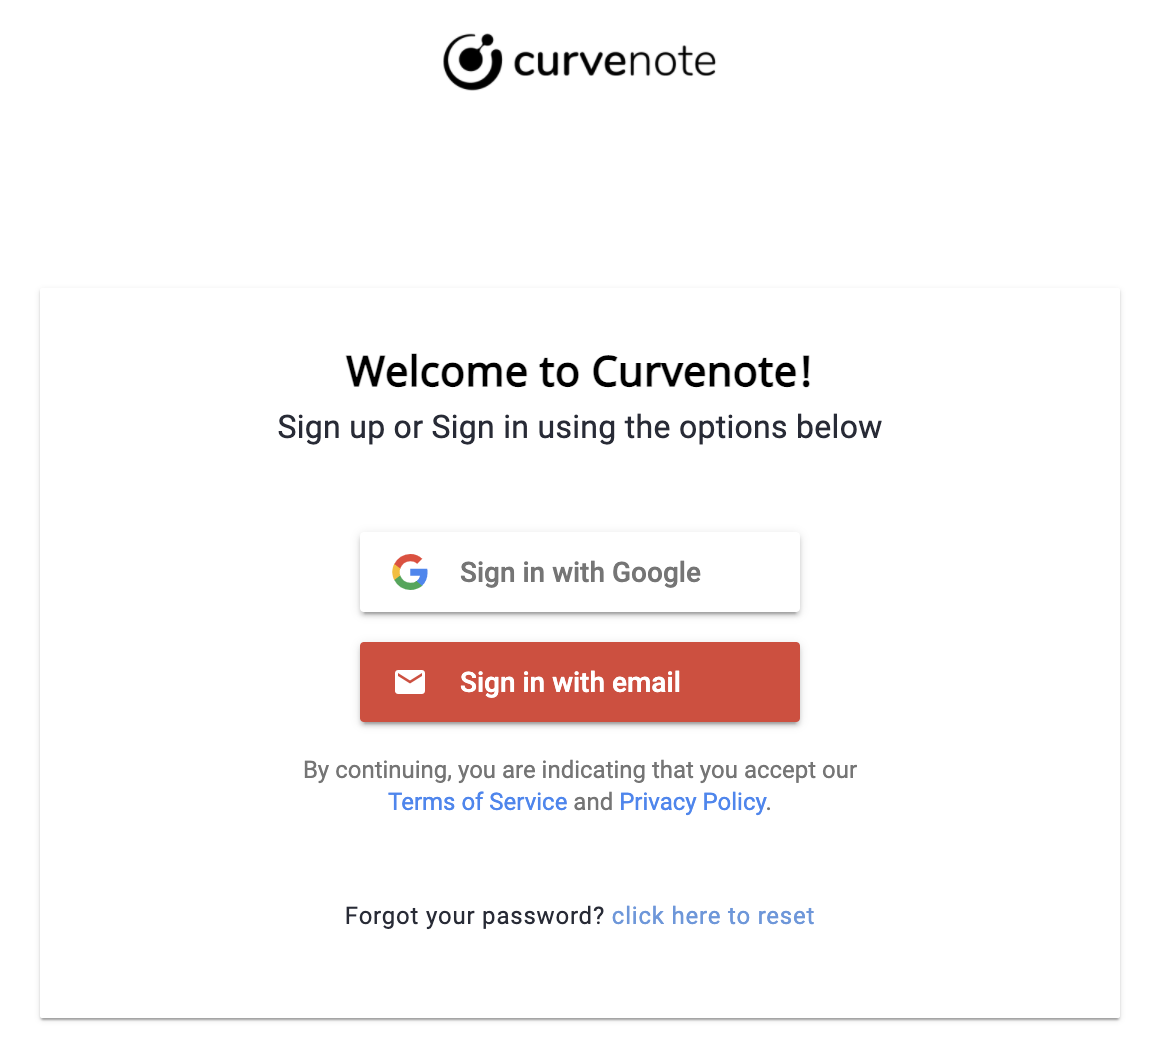 curvenote
Welcome to Curvenote!
Sign up or Sign in using the options below
Sign in with Google
Sign in with email
By continuing, you are indicating that you accept our
Terms of Service and Privacy Policy.
Forgot your password? click here to reset